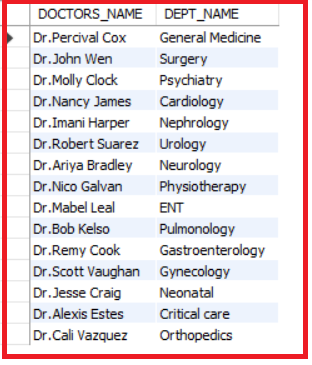 DOCTORS_NAME DEPT_NAME
Dr.Percival Cox General Medicine
Dr.John Wen Surgery
Dr.Molly Clock Psychiatry
Dr.Nancy James Cardiology
Dr.Imani Harper Nephrology
Dr.Robert Suarez Urology
Dr.Ariya Bradley Neurology
Dr.Nico Galvan Physiotherapy
Dr.Mabel Leal ENT
Dr.Bob Kelso Pulmonology
Dr.Remy Cook Gastroenterology
Dr.Scott Vaughan Gynecology
Dr.Jesse Craig Neonatal
Dr.Alexis Estes Critical care
Dr.Cali Vazquez Orthopedics